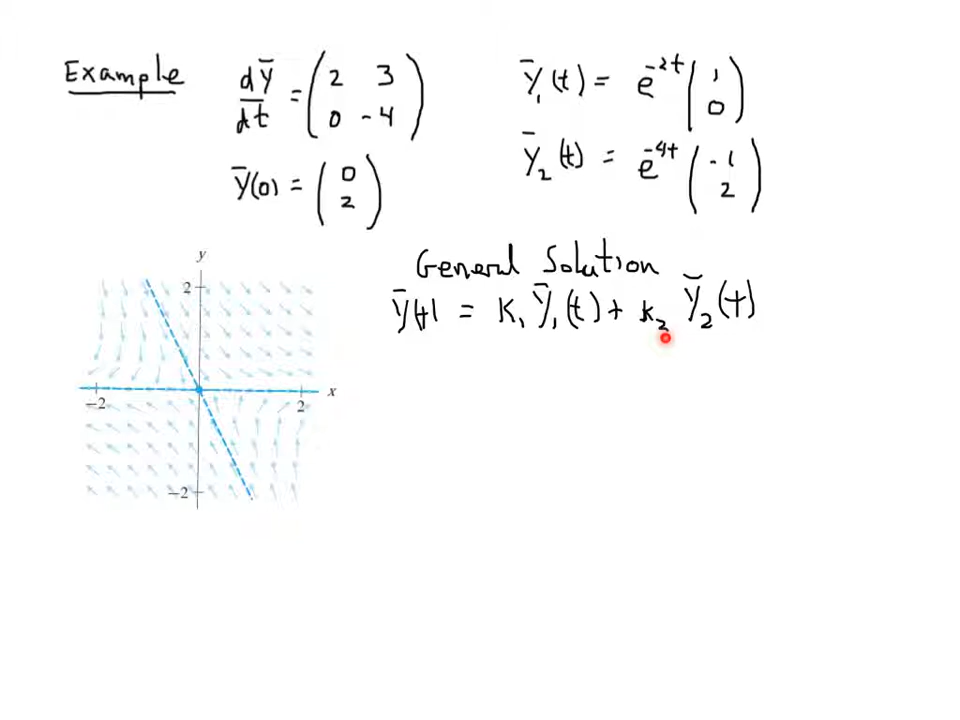 Example
dȲ/dt = ( 2 3 ; 0 -4 )
Ȳ(0) = ( 0 ; 2 )
Ȳ₁(t) = e^{-2t} ( 1 ; 0 )
Ȳ₂(t) = e^{-4t} ( -1 ; 2 )
General Solution
Ȳ(t) = K₁ Ȳ₁(t) + K₂ Ȳ₂(t)
y
2
-2
2
x
-2